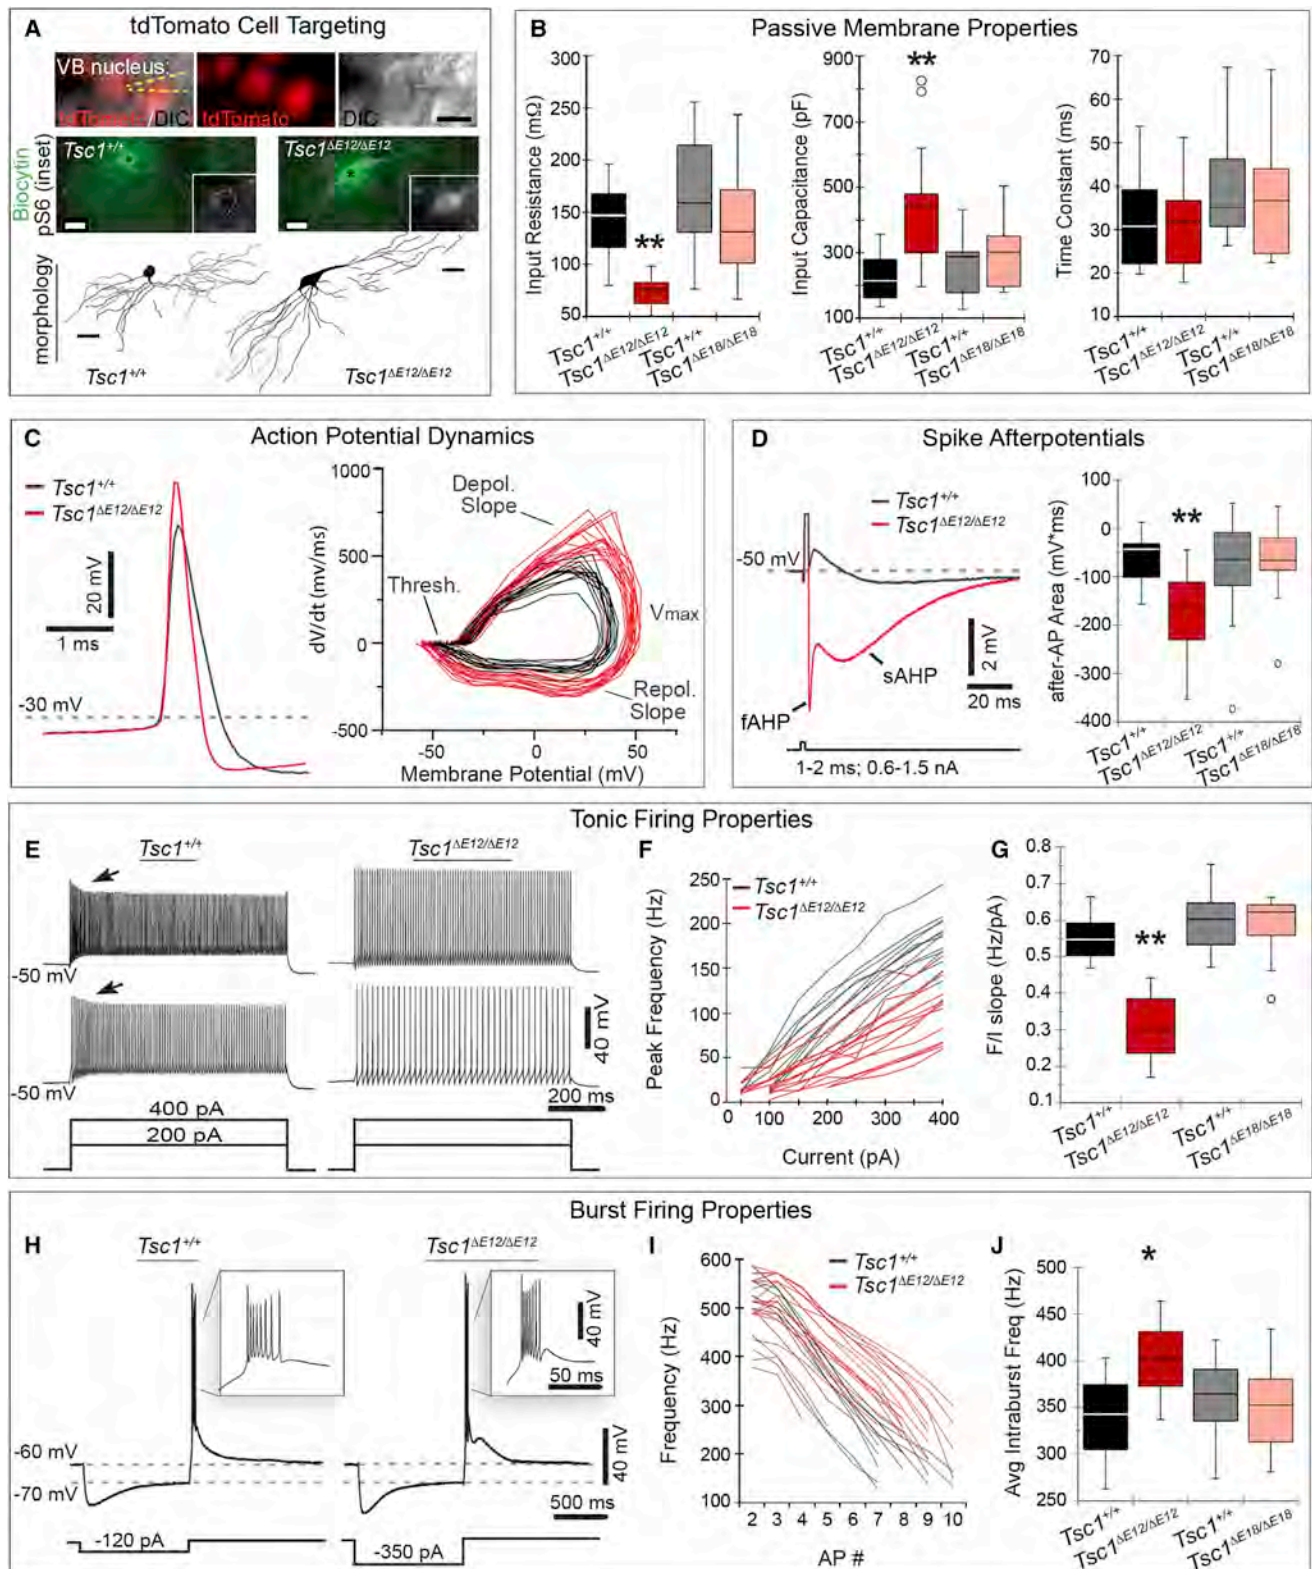 A tdTomato Cell Targeting
VB nucleus:
tdTomato/DIC
tdTomato
DIC
Biocytin
pS6 (inset)
Tsc1+/+
Tsc1ΔE12/ΔE12
*
*
morphology
Tsc1+/+
Tsc1ΔE12/ΔE12
B Passive Membrane Properties
Input Resistance (mΩ)
300
250
200
150
100
50
**
Tsc1+/+
Tsc1ΔE12/ΔE12
Tsc1+/+
Tsc1ΔE18/ΔE18
Input Capacitance (pF)
900
700
500
300
100
**
Tsc1+/+
Tsc1ΔE12/ΔE12
Tsc1+/+
Tsc1ΔE18/ΔE18
Time Constant (ms)
70
60
50
40
30
20
10
Tsc1+/+
Tsc1ΔE12/ΔE12
Tsc1+/+
Tsc1ΔE18/ΔE18
C Action Potential Dynamics
Tsc1+/+
Tsc1ΔE12/ΔE12
20 mV
1 ms
-30 mV
dV/dt (mv/ms)
1000
500
0
-500
Depol.
Slope
Thresh.
Vmax
Repol.
Slope
-50
0
50
Membrane Potential (mV)
D Spike Afterpotentials
Tsc1+/+
Tsc1ΔE12/ΔE12
-50 mV
sAHP
fAHP
2 mV
20 ms
1-2 ms; 0.6-1.5 nA
after-AP Area (mV*ms)
100
0
-100
-200
-300
-400
**
Tsc1+/+
Tsc1ΔE12/ΔE12
Tsc1+/+
Tsc1ΔE18/ΔE18
Tonic Firing Properties
E
Tsc1+/+
Tsc1ΔE12/ΔE12
-50 mV
-50 mV
40 mV
200 ms
400 pA
200 pA
F
Tsc1+/+
Tsc1ΔE12/ΔE12
Peak Frequency (Hz)
250
200
150
100
50
0
0
100
200
300
400
Current (pA)
G
F/I slope (Hz/pA)
0.8
0.7
0.6
0.5
0.4
0.3
0.2
0.1
**
Tsc1+/+
Tsc1ΔE12/ΔE12
Tsc1+/+
Tsc1ΔE18/ΔE18
Burst Firing Properties
H
Tsc1+/+
Tsc1ΔE12/ΔE12
40 mV
50 ms
-60 mV
-70 mV
40 mV
500 ms
-120 pA
-350 pA
I
Tsc1+/+
Tsc1ΔE12/ΔE12
Frequency (Hz)
600
500
400
300
200
100
2 3 4 5 6 7 8 9 10
AP #
J
Avg Intraburst Freq (Hz)
500
450
400
350
300
250
*
Tsc1+/+
Tsc1ΔE12/ΔE12
Tsc1+/+
Tsc1ΔE18/ΔE18